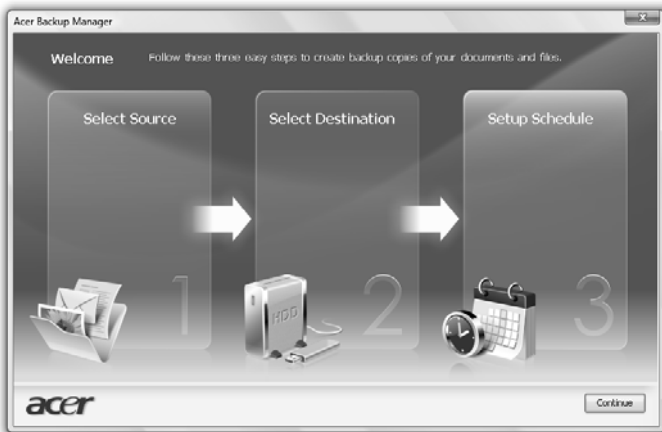 Acer Backup Manager
Welcome
Follow these three easy steps to create backup copies of your documents and files.
Select Source
Select Destination
Setup Schedule
1
HDD
2
3
acer
Continue